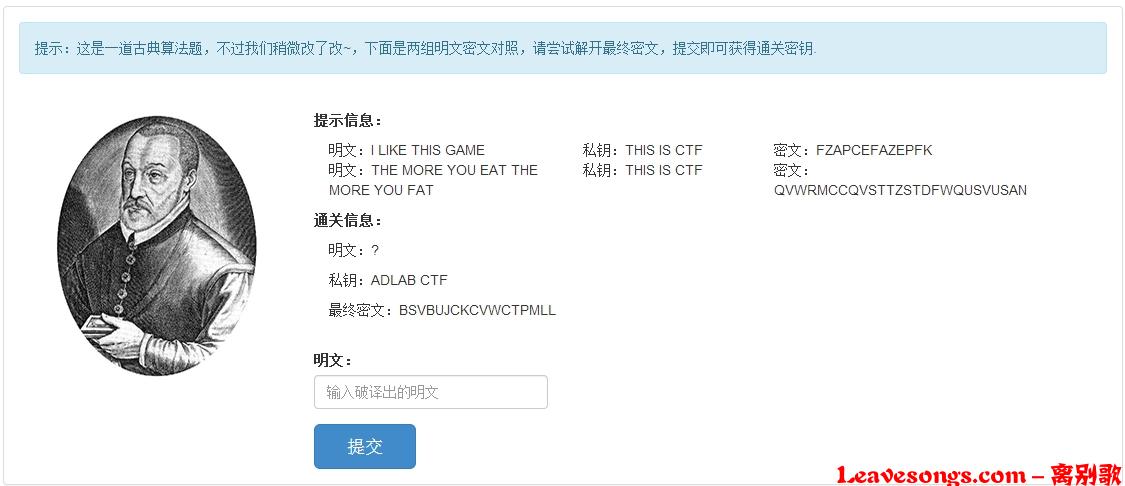 提示：这是一道古典算法题，不过我们稍微改了改~，下面是两组明文密文对照，请尝试解开最终密文，提交即可获得通关密钥.
提示信息：
明文：I LIKE THIS GAME 私钥：THIS IS CTF 密文：FZAPCEFAZEPFK
明文：THE MORE YOU EAT THE 私钥：THIS IS CTF 密文：
MORE YOU FAT QVWRMCCQVSTTZSTDFWQUSVUSAN
通关信息：
明文：?
私钥：ADLAB CTF
最终密文：BSVBUJCKCVWCTPMLL
明文：
输入破译出的明文
提交
Leavesongs.com – 离别歌